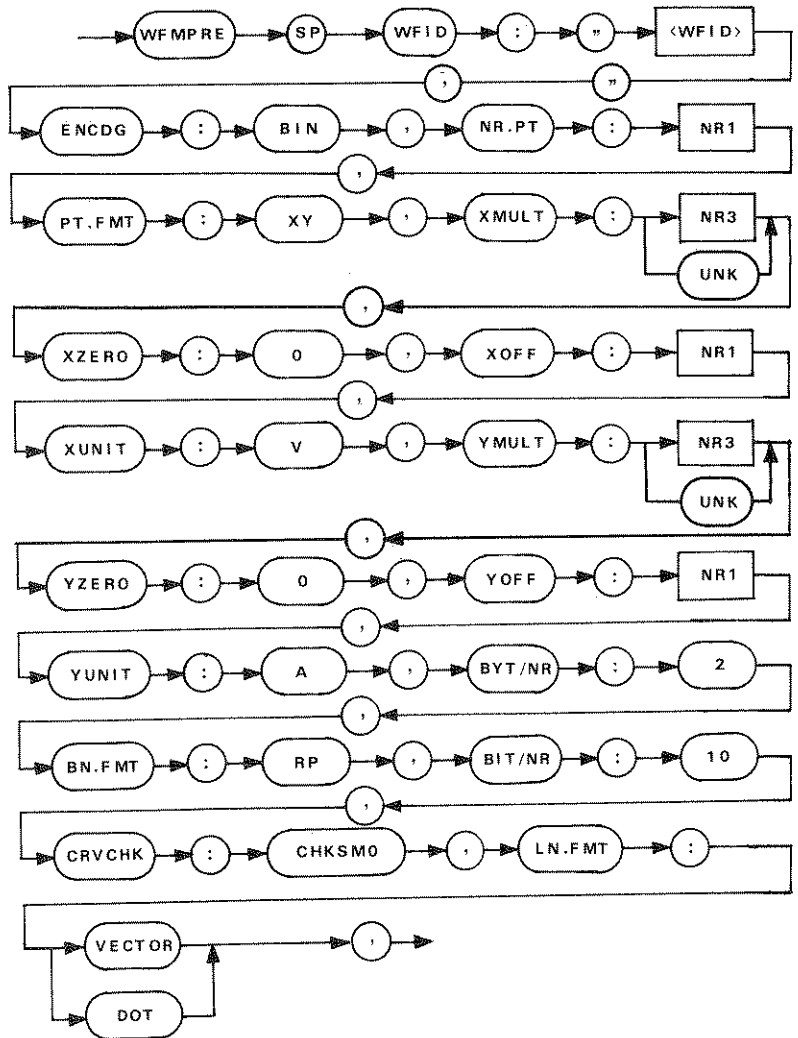 WFMPRE SP WFID : " <WFID>
" ,
ENCDG : BIN , NR.PT : NR1
,
PT.FMT : XY , XMULT : NR3
UNK
,
XZERO : 0 , XOFF : NR1
,
XUNIT : V , YMULT : NR3
UNK
,
YZERO : 0 , YOFF : NR1
,
YUNIT : A , BYT/NR : 2
,
BN.FMT : RP , BIT/NR : 10
,
CRVCHK : CHKSM0 , LN.FMT :
VECTOR ,
DOT